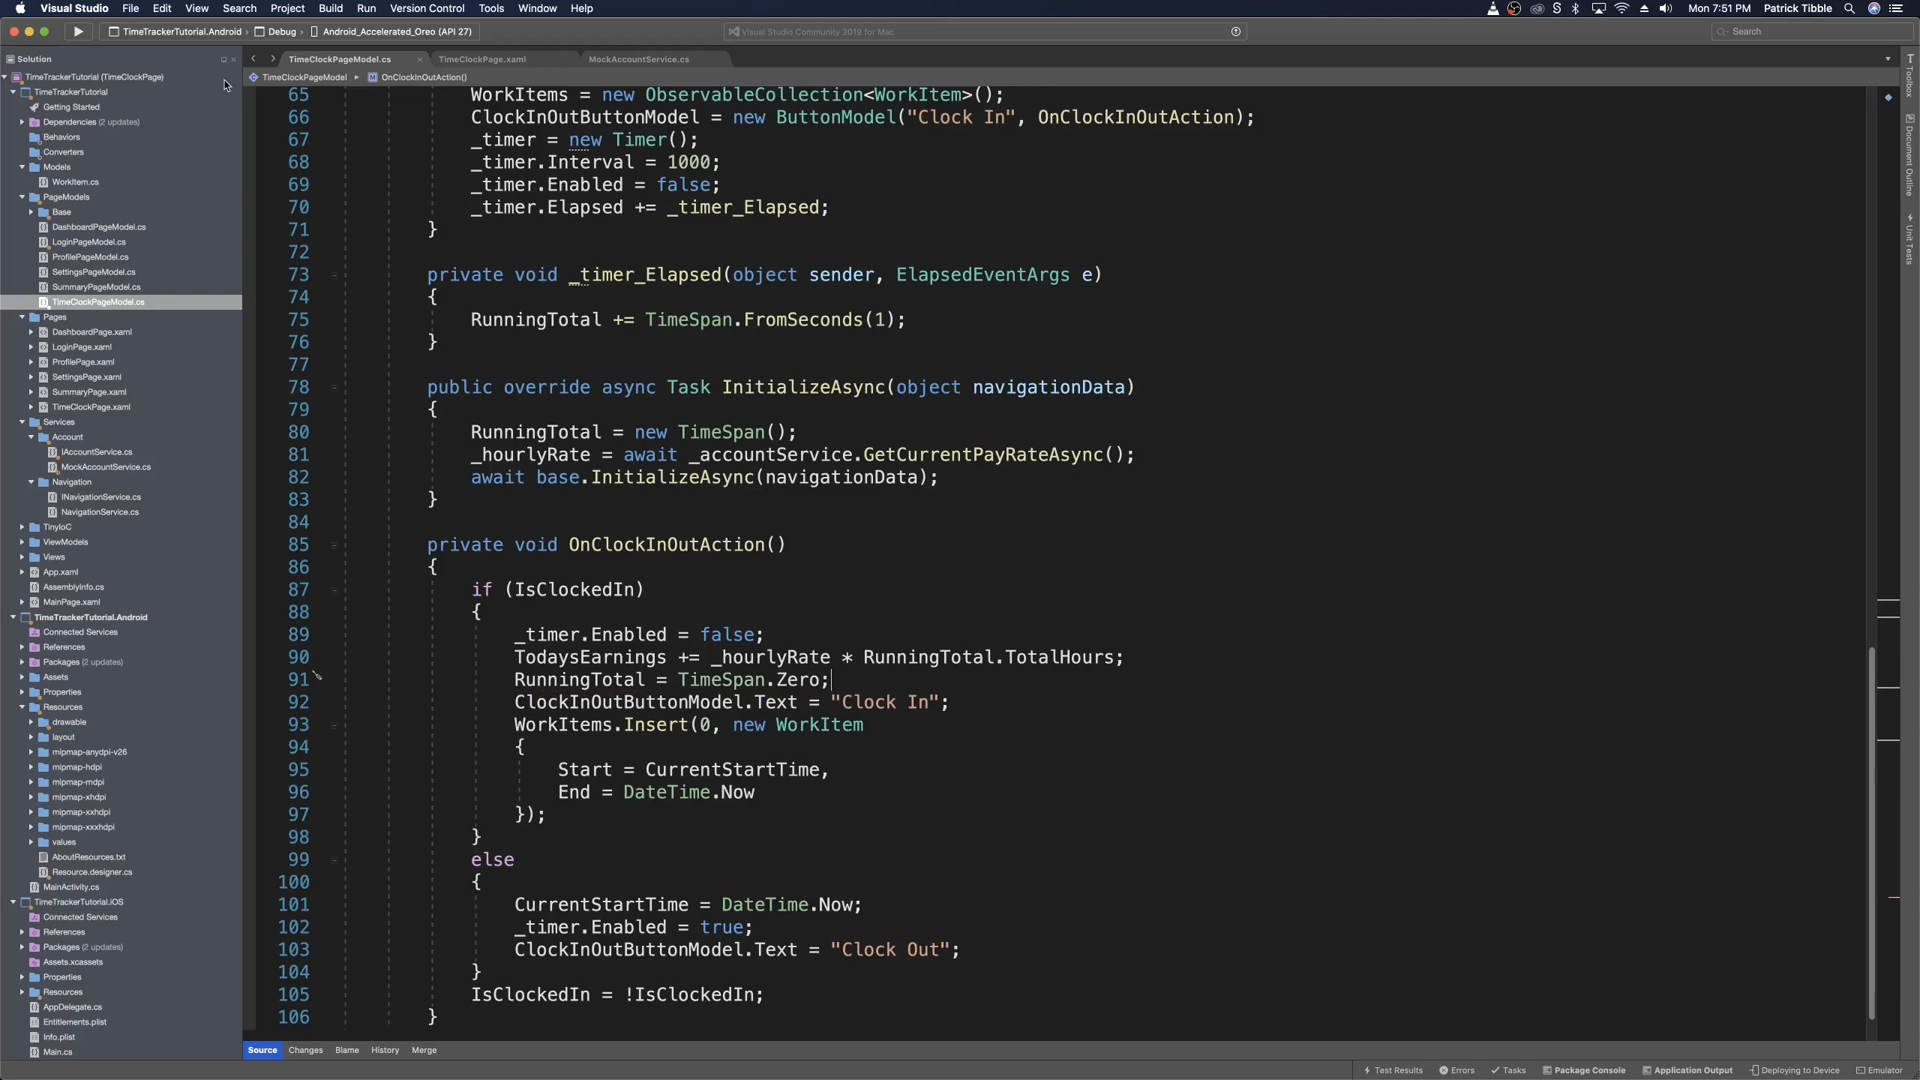 Visual Studio File Edit View Search Project Build Run Version Control Tools Window Help Mon 7:51 PM Patrick Tibble
TimeTrackerTutorial.Android Debug Android_Accelerated_Oreo (API 27) Visual Studio Community 2019 for Mac Search
Solution
TimeTrackerTutorial (TimeClockPage)
TimeTrackerTutorial
Getting Started
Dependencies (2 updates)
Behaviors
Converters
Models
WorkItem.cs
PageModels
Base
DashboardPageModel.cs
LoginPageModel.cs
ProfilePageModel.cs
SettingsPageModel.cs
SummaryPageModel.cs
TimeClockPageModel.cs
Pages
DashboardPage.xaml
LoginPage.xaml
ProfilePage.xaml
SettingsPage.xaml
SummaryPage.xaml
TimeClockPage.xaml
Services
Account
IAccountService.cs
MockAccountService.cs
Navigation
INavigationService.cs
NavigationService.cs
TinyIoC
ViewModels
Views
App.xaml
AssemblyInfo.cs
MainPage.xaml
TimeTrackerTutorial.Android
Connected Services
References
Packages (2 updates)
Assets
Properties
Resources
drawable
layout
mipmap-anydpi-v26
mipmap-hdpi
mipmap-mdpi
mipmap-xhdpi
mipmap-xxhdpi
mipmap-xxxhdpi
values
AboutResources.txt
Resource.designer.cs
MainActivity.cs
TimeTrackerTutorial.iOS
Connected Services
References
Packages (2 updates)
Assets.xcassets
Properties
Resources
AppDelegate.cs
Entitlements.plist
Info.plist
Main.cs
TimeClockPageModel.cs TimeClockPage.xaml MockAccountService.cs
TimeClockPageModel OnClockInOutAction()
65 WorkItems = new ObservableCollection<WorkItem>();
66 ClockInOutButtonModel = new ButtonModel("Clock In", OnClockInOutAction);
67 _timer = new Timer();
68 _timer.Interval = 1000;
69 _timer.Enabled = false;
70 _timer.Elapsed += _timer_Elapsed;
71 }
72
73 private void _timer_Elapsed(object sender, ElapsedEventArgs e)
74 {
75 RunningTotal += TimeSpan.FromSeconds(1);
76 }
77
78 public override async Task InitializeAsync(object navigationData)
79 {
80 RunningTotal = new TimeSpan();
81 _hourlyRate = await _accountService.GetCurrentPayRateAsync();
82 await base.InitializeAsync(navigationData);
83 }
84
85 private void OnClockInOutAction()
86 {
87 if (IsClockedIn)
88 {
89 _timer.Enabled = false;
90 TodaysEarnings += _hourlyRate * RunningTotal.TotalHours;
91 RunningTotal = TimeSpan.Zero;
92 ClockInOutButtonModel.Text = "Clock In";
93 WorkItems.Insert(0, new WorkItem
94 {
95 Start = CurrentStartTime,
96 End = DateTime.Now
97 });
98 }
99 else
100 {
101 CurrentStartTime = DateTime.Now;
102 _timer.Enabled = true;
103 ClockInOutButtonModel.Text = "Clock Out";
104 }
105 IsClockedIn = !IsClockedIn;
106 }
Toolbox
Document Outline
Unit Tests
Source Changes Blame History Merge
Test Results Errors Tasks Package Console Application Output Deploying to Device Emulator